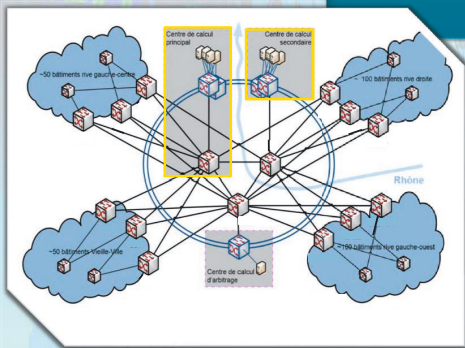 Centre de calcul
principal
Centre de calcul
secondaire
~50 bâtiments rive gauche-centre
~ 100 bâtiments rive droite
Rhône
~50 bâtiments Vieille-Ville
~100 bâtiments rive gauche-ouest
Centre de calcul
d'arbitrage